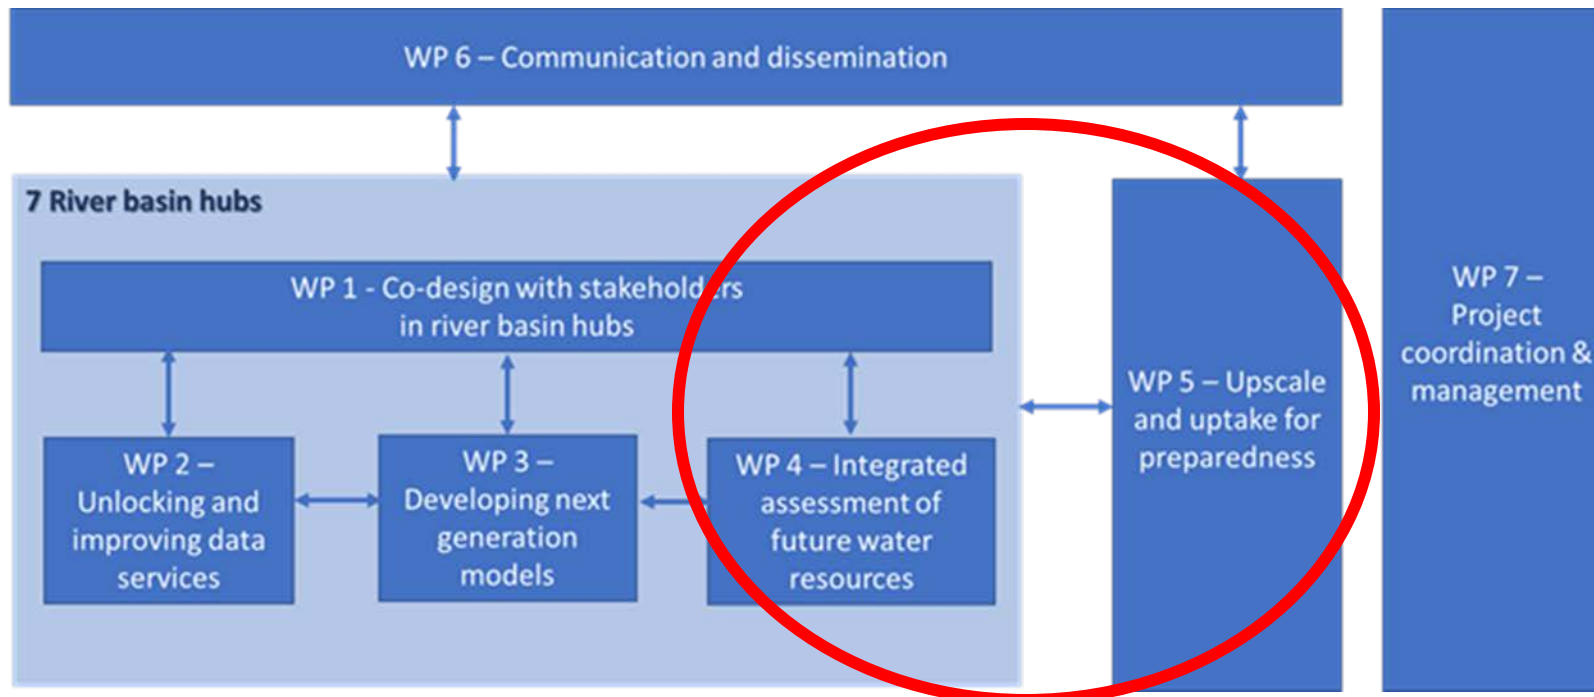 WP 6 – Communication and dissemination
7 River basin hubs
WP 1 - Co-design with stakeholders
in river basin hubs
WP 2 –
Unlocking and
improving data
services
WP 3 –
Developing next
generation
models
WP 4 – Integrated
assessment of
future water
resources
WP 5 – Upscale
and uptake for
preparedness
WP 7 –
Project
coordination &
management